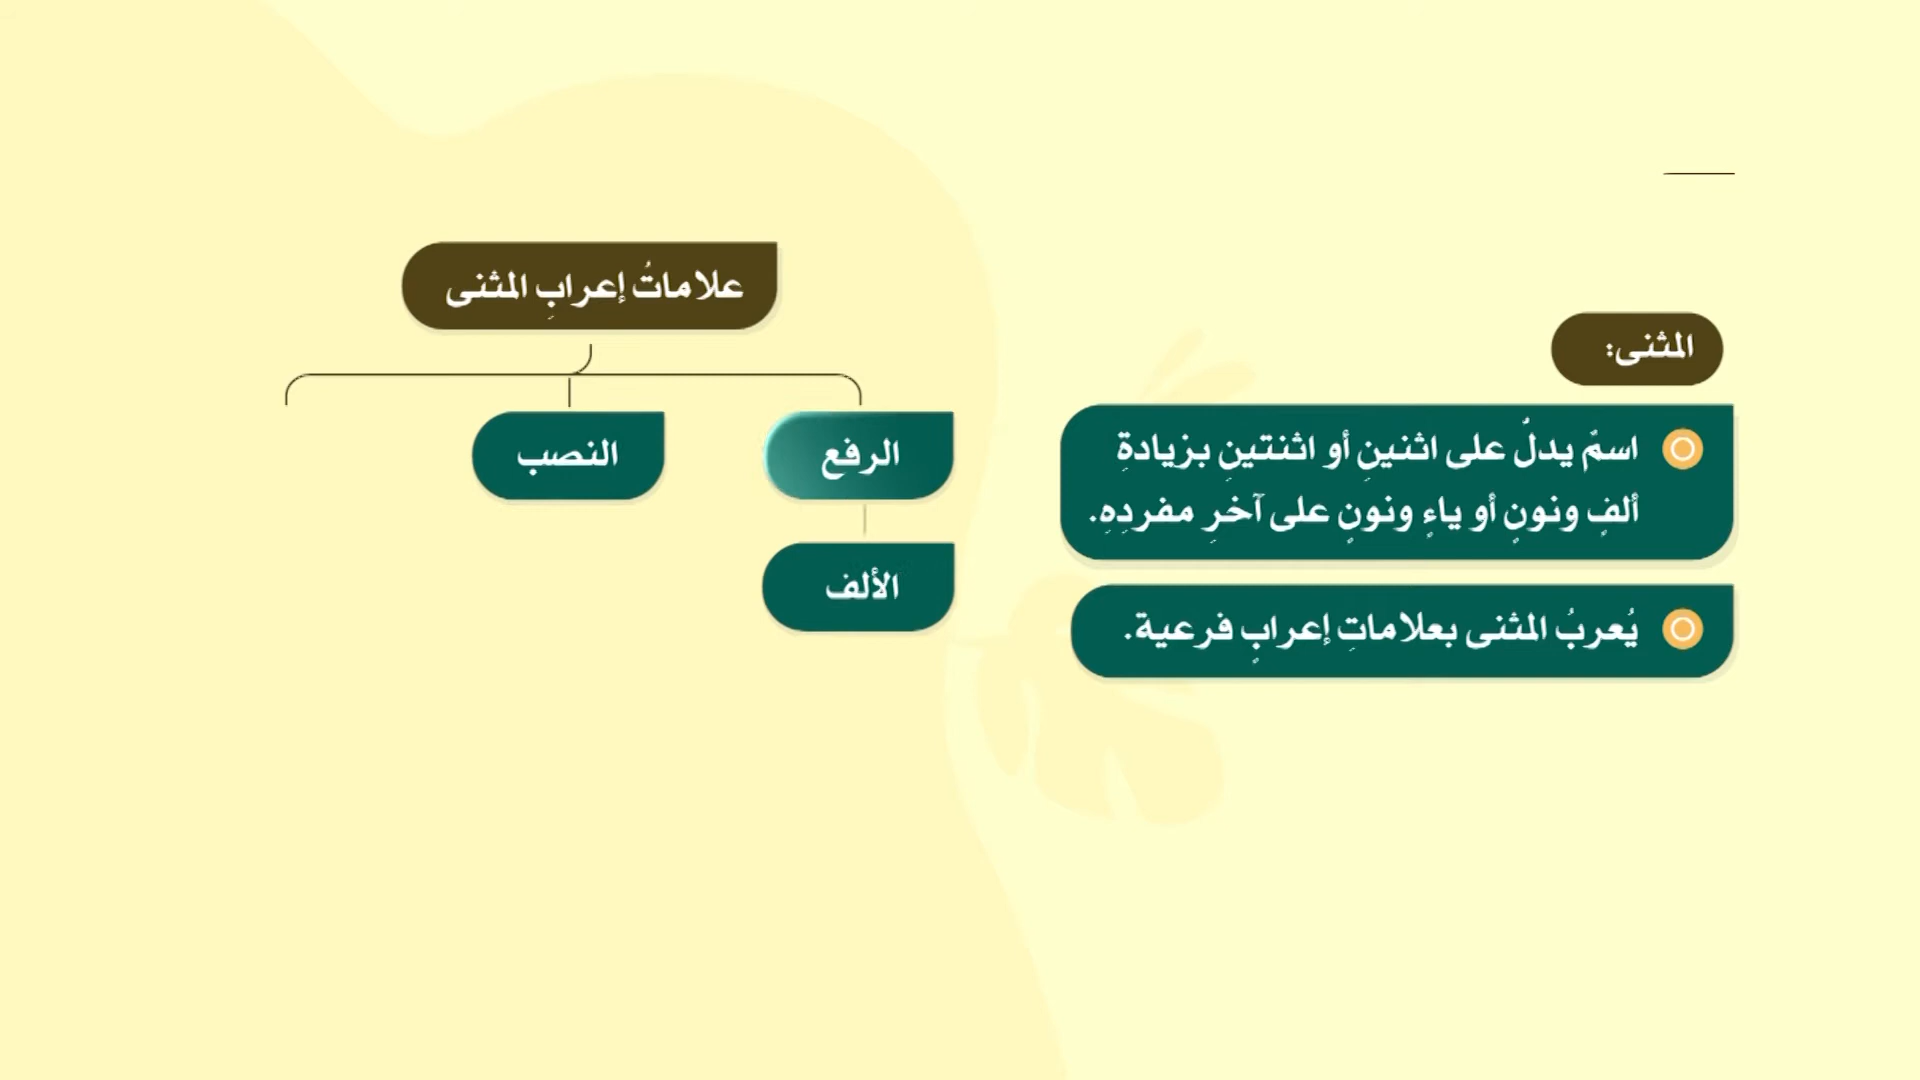 المثنى:
اسمٌ يدلُ على اثنينِ أو اثنتينِ بزيادةِ
ألفٍ ونونٍ أو ياءٍ ونونٍ على آخرِ مفردِهِ.
يُعربُ المثنى بعلاماتِ إعرابٍ فرعية.
علاماتُ إعرابِ المثنى
الرفع
النصب
الألف